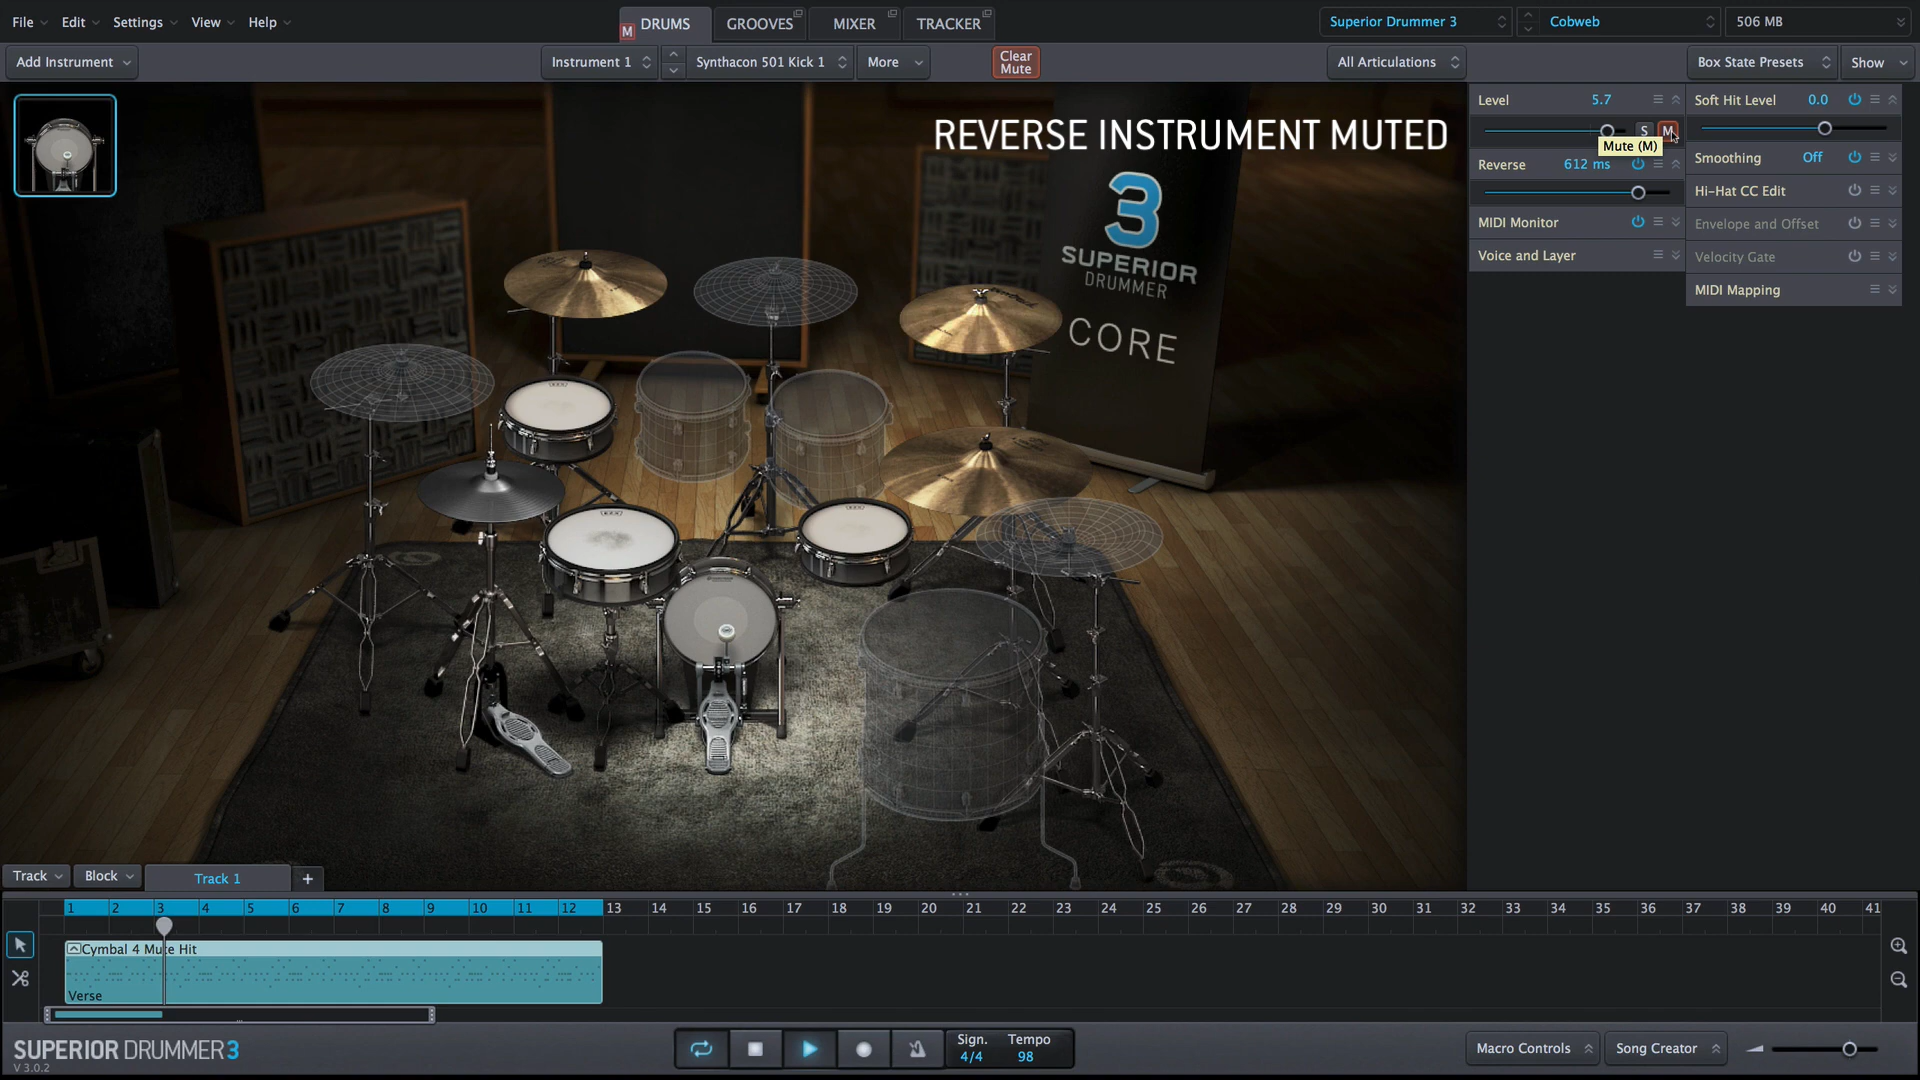 File
Edit
Settings
View
Help
M
DRUMS
GROOVES
MIXER
TRACKER
Superior Drummer 3
Cobweb
506 MB
Add Instrument
Instrument 1
Synthacon 501 Kick 1
More
Clear
Mute
All Articulations
Box State Presets
Show
REVERSE INSTRUMENT MUTED
3
SUPERIOR
DRUMMER
CORE
Level
5.7
S
M
Mute (M)
Reverse
612 ms
MIDI Monitor
Voice and Layer
Soft Hit Level
0.0
Smoothing
Off
Hi-Hat CC Edit
Envelope and Offset
Velocity Gate
MIDI Mapping
Track
Block
Track 1
+
1 2 3 4 5 6 7 8 9 10 11 12 13 14 15 16 17 18 19 20 21 22 23 24 25 26 27 28 29 30 31 32 33 34 35 36 37 38 39 40 41
Cymbal 4 Mute Hit
Verse
SUPERIOR DRUMMER 3
V 3.0.2
Sign.
4/4
Tempo
98
Macro Controls
Song Creator